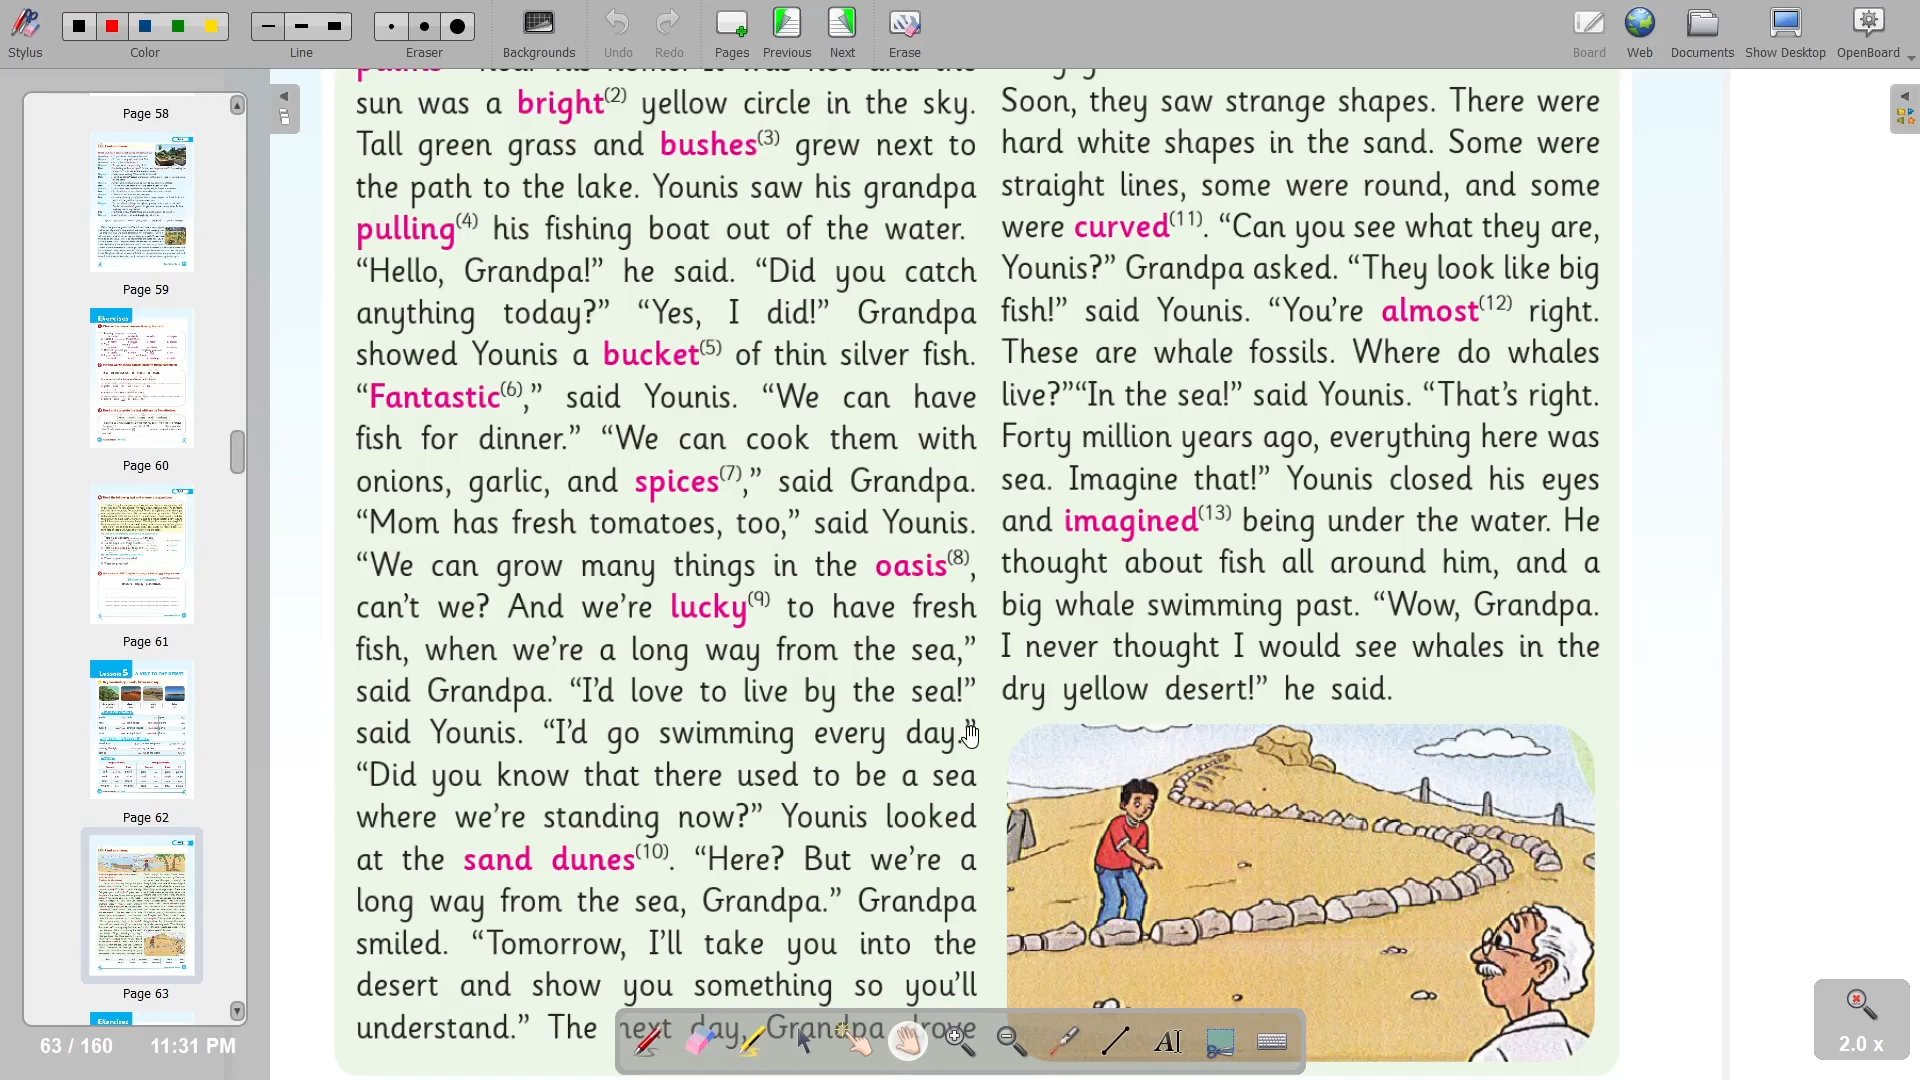 Stylus
Color
Line
Eraser
Backgrounds
Undo
Redo
Pages
Previous
Next
Erase
Board
Web
Documents
Show Desktop
OpenBoard
Page 58
Page 59
Exercises
Page 60
Page 61
Lesson 5
A VISIT TO THE DESERT
Page 62
Page 63
Exercises
63 / 160
11:31 PM
sun was a bright(2) yellow circle in the sky.
Tall green grass and bushes(3) grew next to
the path to the lake. Younis saw his grandpa
pulling(4) his fishing boat out of the water.
“Hello, Grandpa!” he said. “Did you catch
anything today?” “Yes, I did!” Grandpa
showed Younis a bucket(5) of thin silver fish.
“Fantastic(6),” said Younis. “We can have
fish for dinner.” “We can cook them with
onions, garlic, and spices(7),” said Grandpa.
“Mom has fresh tomatoes, too,” said Younis.
“We can grow many things in the oasis(8),
can’t we? And we’re lucky(9) to have fresh
fish, when we’re a long way from the sea,”
said Grandpa. “I’d love to live by the sea!”
said Younis. “I’d go swimming every day.”
“Did you know that there used to be a sea
where we’re standing now?” Younis looked
at the sand dunes(10). “Here? But we’re a
long way from the sea, Grandpa.” Grandpa
smiled. “Tomorrow, I’ll take you into the
desert and show you something so you’ll
understand.” The next day, Grandpa drove
Soon, they saw strange shapes. There were
hard white shapes in the sand. Some were
straight lines, some were round, and some
were curved(11). “Can you see what they are,
Younis?” Grandpa asked. “They look like big
fish!” said Younis. “You’re almost(12) right.
These are whale fossils. Where do whales
live?”“In the sea!” said Younis. “That’s right.
Forty million years ago, everything here was
sea. Imagine that!” Younis closed his eyes
and imagined(13) being under the water. He
thought about fish all around him, and a
big whale swimming past. “Wow, Grandpa.
I never thought I would see whales in the
dry yellow desert!” he said.
2.0 x